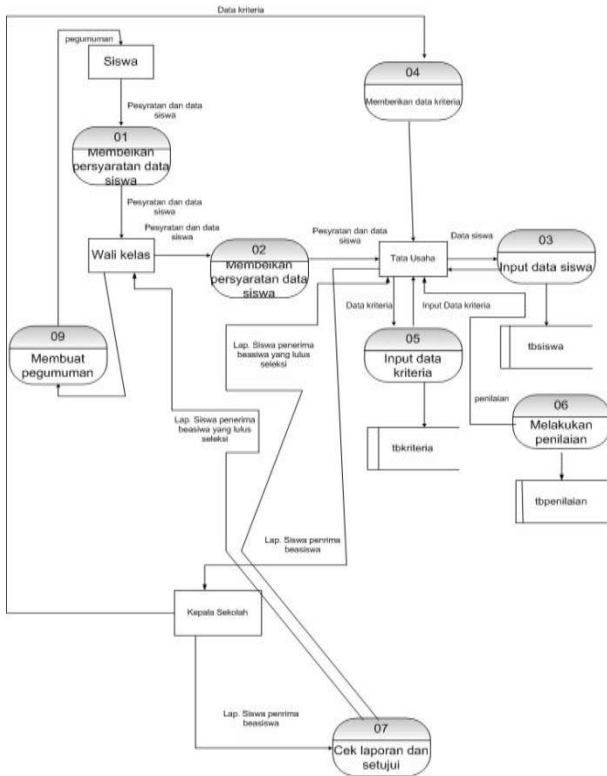 Data kriteria
pegumuman
Siswa
04
Memberikan data kriteria
Pesyratan dan data
siswa
01
Membeikan
persyaratan data
siswa
Pesyratan dan data
siswa
Pesyratan dan data
siswa
Wali kelas
02
Membeikan
persyaratan data
siswa
Pesyratan dan data
siswa
Tata Usaha
Data siswa
03
Input data siswa
Data kriteria
Input Data kriteria
09
Membuat
pegumuman
Lap. Siswa penerima
beasiwa yang lulus
seleksi
05
Input data
kriteria
tbsiswa
Lap. Siswa penerima
beasiwa yang lulus
seleksi
penilaian
06
Melakukan
penilaian
tbkriteria
tbpenilaian
Lap. Siswa penrima
beasiswa
Kepala Sekolah
Lap. Siswa penrima
beasiswa
07
Cek laporan dan
setujui